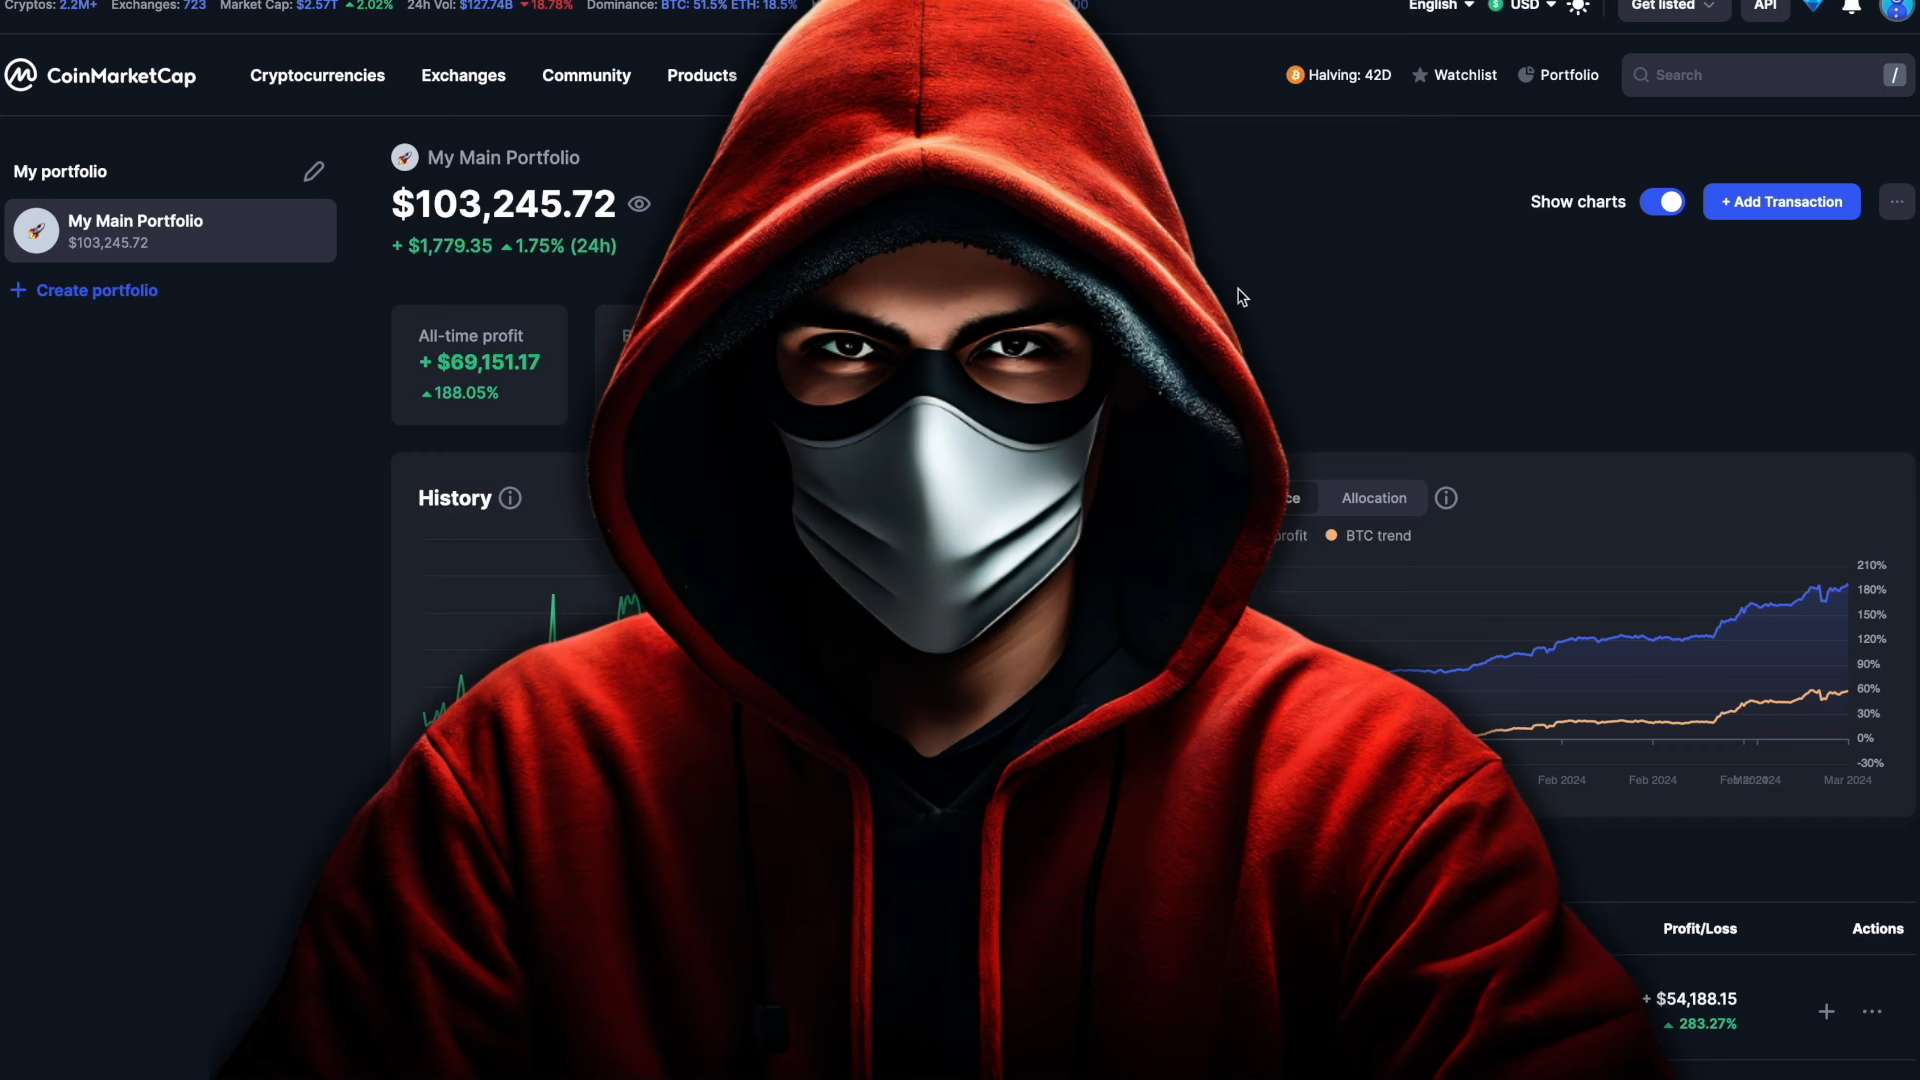 Cryptos: 2.2M+ Exchanges: 723 Market Cap: $2.57T 2.02% 24h Vol: $127.74B 18.78% Dominance: BTC: 51.5% ETH: 18.5%
English USD Get listed API
CoinMarketCap Cryptocurrencies Exchanges Community Products
Halving: 42D Watchlist Portfolio Search /
My portfolio
My Main Portfolio
$103,245.72
Create portfolio
My Main Portfolio
$103,245.72
+ $1,779.35 1.75% (24h)
Show charts + Add Transaction
All-time profit
+ $69,151.17
188.05%
History
Allocation
profit BTC trend
210%
180%
150%
120%
90%
60%
30%
0%
-30%
Feb 2024 Feb 2024 Mar 2024
Profit/Loss Actions
+ $54,188.15
283.27%